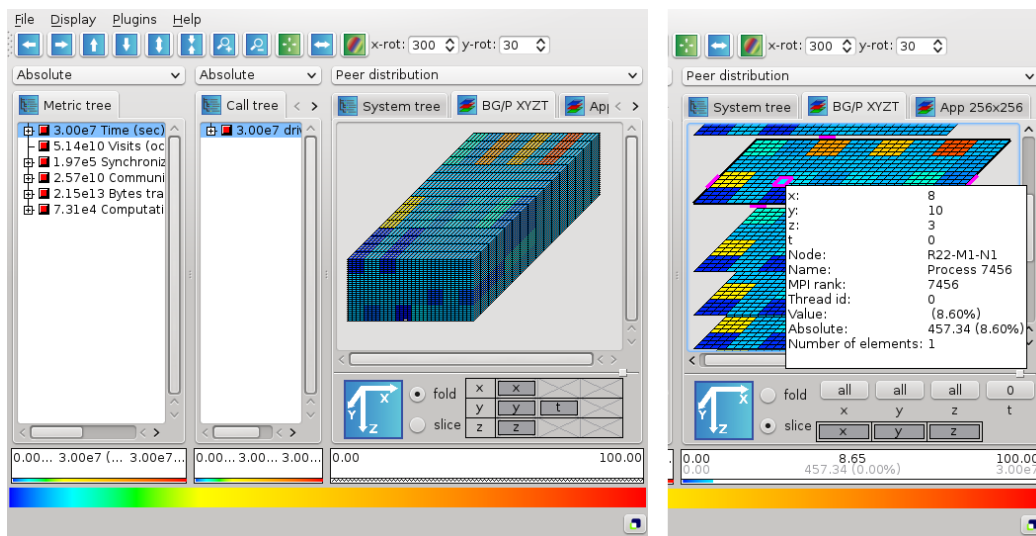 File Display Plugins Help
x-rot: 300 y-rot: 30
Absolute Absolute Peer distribution
Metric tree Call tree System tree BG/P XYZT Ap
3.00e7 Time (sec) 3.00e7 driv
5.14e10 Visits (oc
1.97e5 Synchroniz
2.57e10 Communi
2.15e13 Bytes tra
7.31e4 Computati
x x
fold
y y t
slice
z z
X
Y
Z
0.00... 3.00e7 (... 3.00e7... 0.00... 3.00... 3.00... 0.00 100.00
x-rot: 300 y-rot: 30
Peer distribution
System tree BG/P XYZT App 256x256
x: 8
y: 10
z: 3
t 0
Node: R22-M1-N1
Name: Process 7456
MPI rank: 7456
Thread id: 0
Value: (8.60%)
Absolute: 457.34 (8.60%)
Number of elements: 1
fold all all all 0
x y z t
slice x y z
X
Y
Z
0.00 8.65 100.00
0.00 457.34 (0.00%) 3.00e7